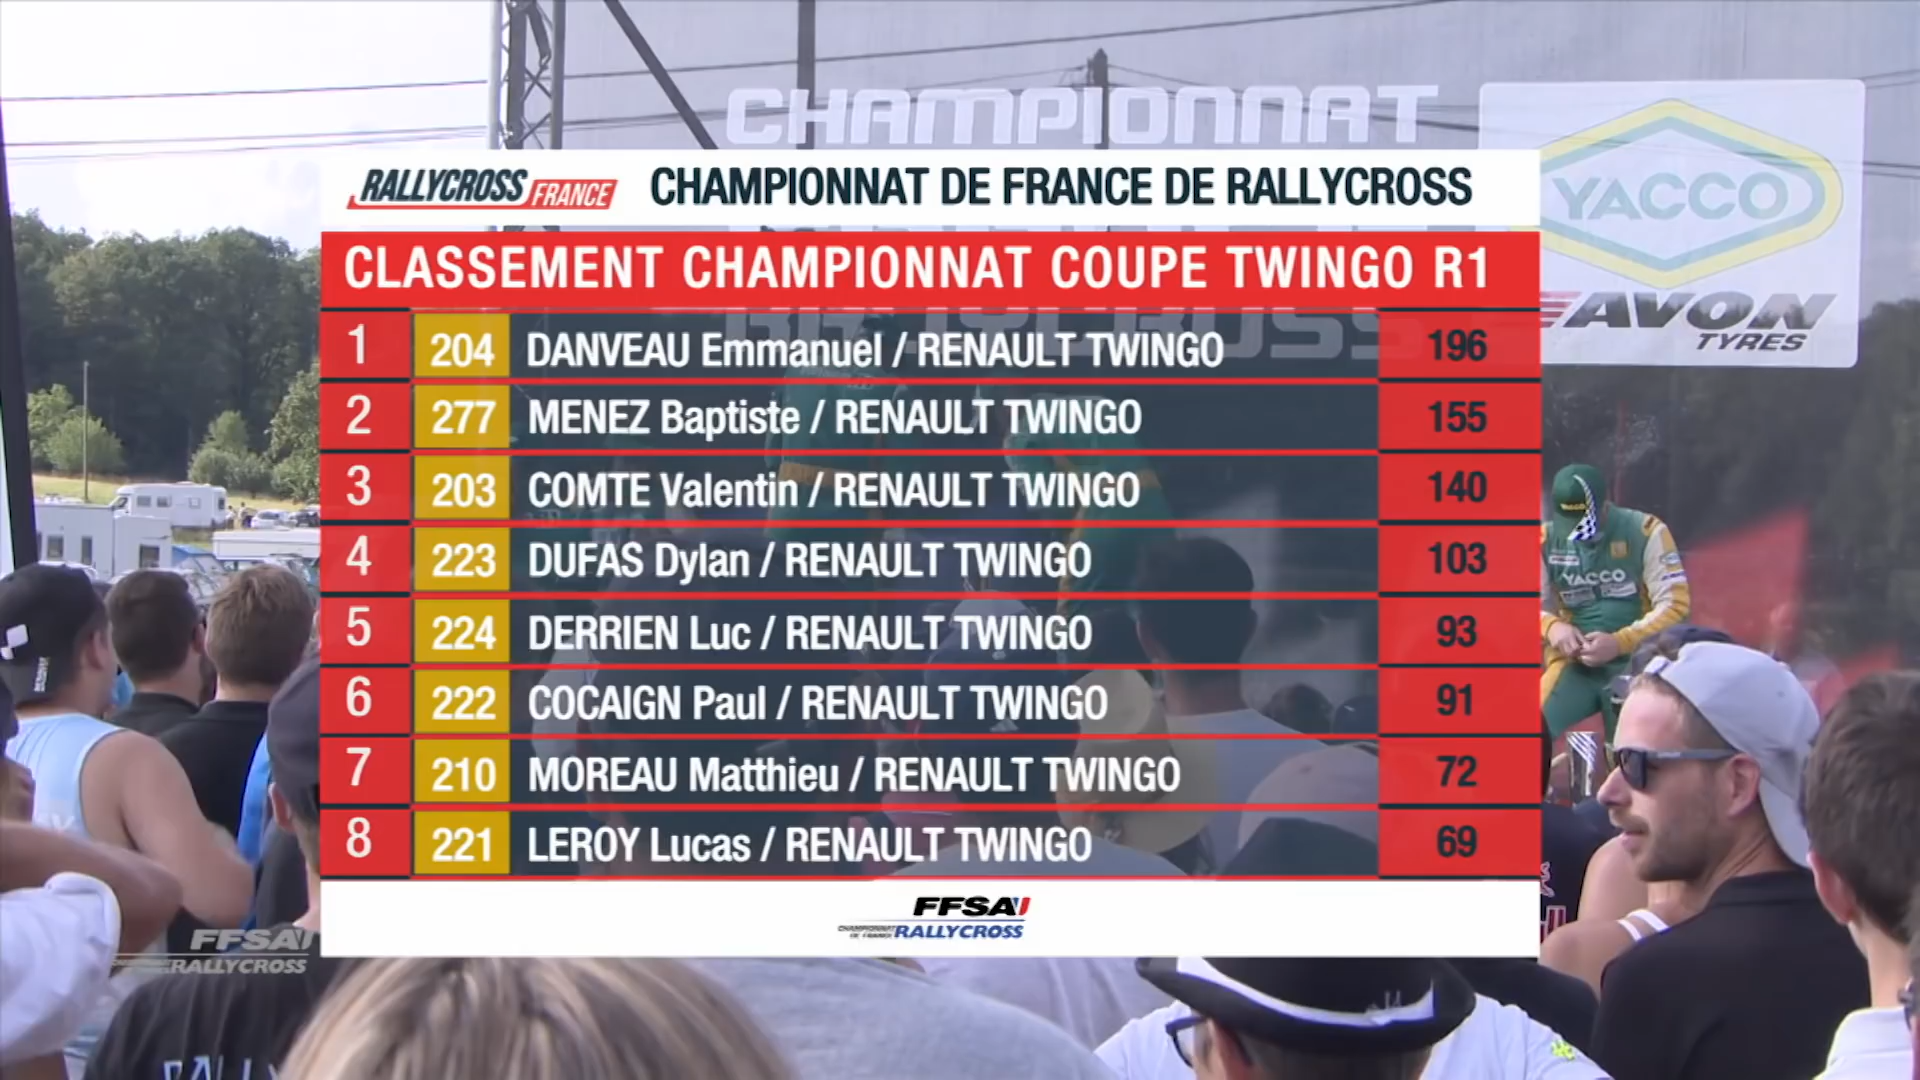 CHAMPIONNAT
YACCO
AVON
TYRES
RALLYCROSS FRANCE CHAMPIONNAT DE FRANCE DE RALLYCROSS
CLASSEMENT CHAMPIONNAT COUPE TWINGO R1
1 204 DANVEAU Emmanuel / RENAULT TWINGO 196
2 277 MENEZ Baptiste / RENAULT TWINGO 155
3 203 COMTE Valentin / RENAULT TWINGO 140
4 223 DUFAS Dylan / RENAULT TWINGO 103
5 224 DERRIEN Luc / RENAULT TWINGO 93
6 222 COCAIGN Paul / RENAULT TWINGO 91
7 210 MOREAU Matthieu / RENAULT TWINGO 72
8 221 LEROY Lucas / RENAULT TWINGO 69
YACCO
FFSA
CHAMPIONNAT DE FRANCE RALLYCROSS
FFSA
RALLYCROSS